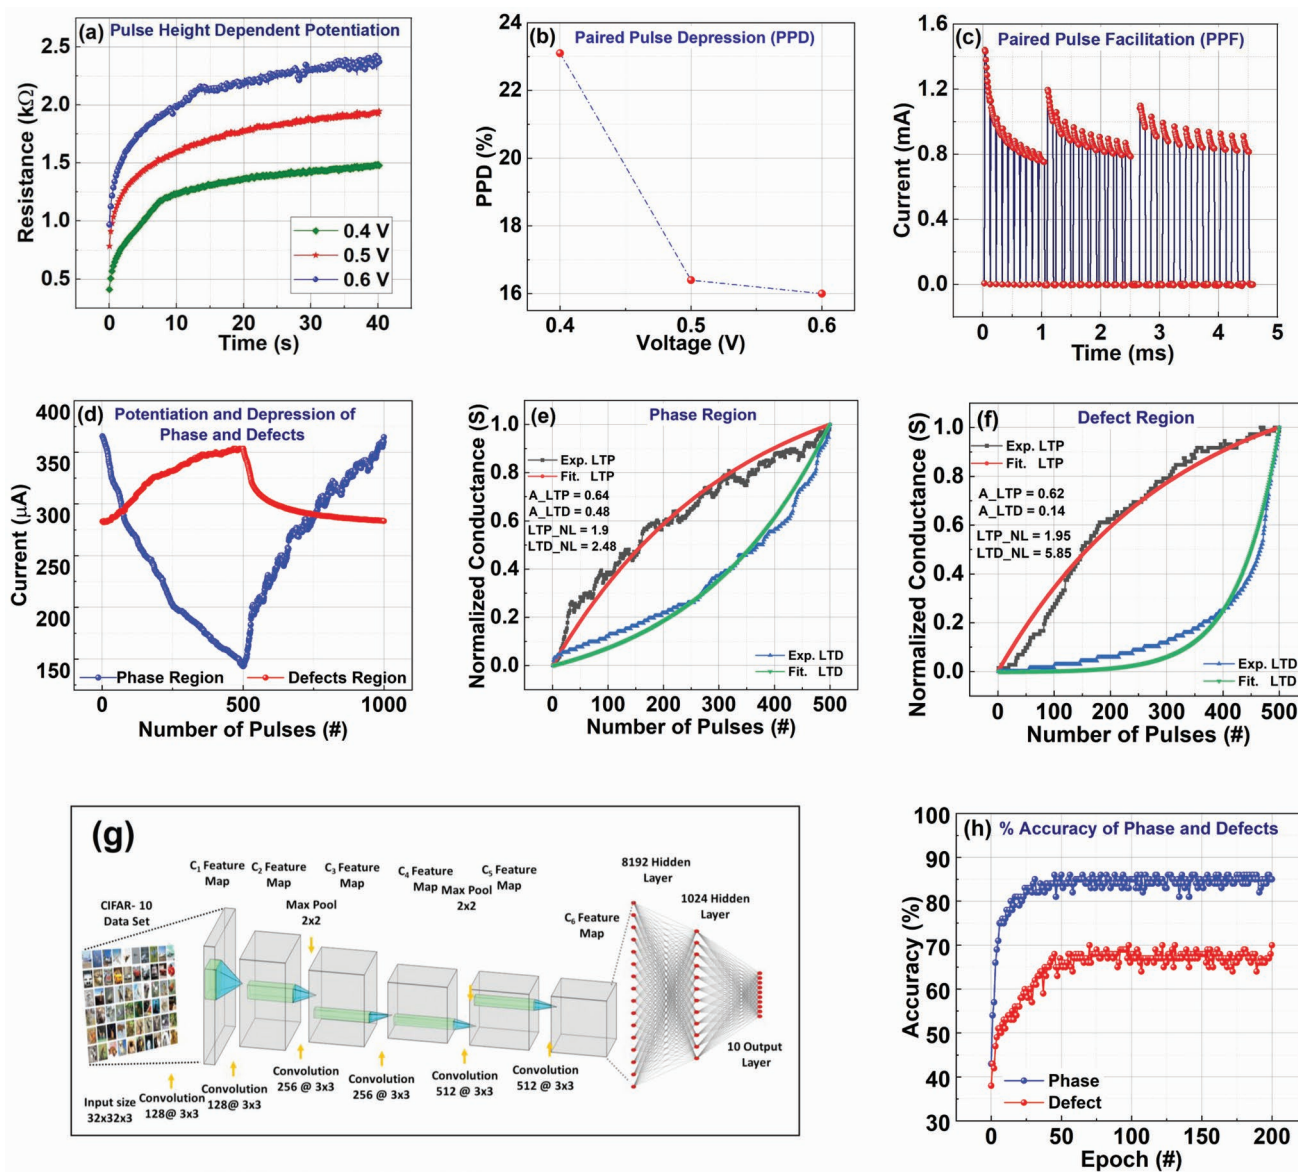 (a) Pulse Height Dependent Potentiation
2.5
2.0
1.5
1.0
0.5
Resistance (kΩ)
0.4 V
0.5 V
0.6 V
0 10 20 30 40
Time (s)
(b) Paired Pulse Depression (PPD)
24
23
22
21
20
19
18
17
16
PPD (%)
0.4 0.5 0.6
Voltage (V)
(c) Paired Pulse Facilitation (PPF)
1.6
1.2
0.8
0.4
0.0
Current (mA)
0 1 2 3 4 5
Time (ms)
(d) Potentiation and Depression of
Phase and Defects
400
350
300
250
200
150
Current (µA)
Phase Region Defects Region
0 500 1000
Number of Pulses (#)
(e) Phase Region
1.0
0.8
0.6
0.4
0.2
0.0
Normalized Conductance (S)
Exp. LTP
Fit. LTP
A_LTP = 0.64
A_LTD = 0.48
LTP_NL = 1.9
LTD_NL = 2.48
Exp. LTD
Fit. LTD
0 100 200 300 400 500
Number of Pulses (#)
(f) Defect Region
1.0
0.8
0.6
0.4
0.2
0.0
Normalized Conductance (S)
Exp. LTP
Fit. LTP
A_LTP = 0.62
A_LTD = 0.14
LTP_NL = 1.95
LTD_NL = 5.85
Exp. LTD
Fit. LTD
0 100 200 300 400 500
Number of Pulses (#)
(g)
CIFAR- 10
Data Set
C1 Feature
Map
C2 Feature
Map
Max Pool
2x2
C3 Feature
Map
C4 Feature
Map
Max Pool
2x2
C5 Feature
Map
C6 Feature
Map
8192 Hidden
Layer
1024 Hidden
Layer
10 Output
Layer
Input size
32x32x3
Convolution
128@ 3x3
Convolution
128@ 3x3
Convolution
256 @ 3x3
Convolution
256 @ 3x3
Convolution
512 @ 3x3
Convolution
512 @ 3x3
(h) % Accuracy of Phase and Defects
100
90
80
70
60
50
40
30
Accuracy (%)
Phase
Defect
0 50 100 150 200
Epoch (#)